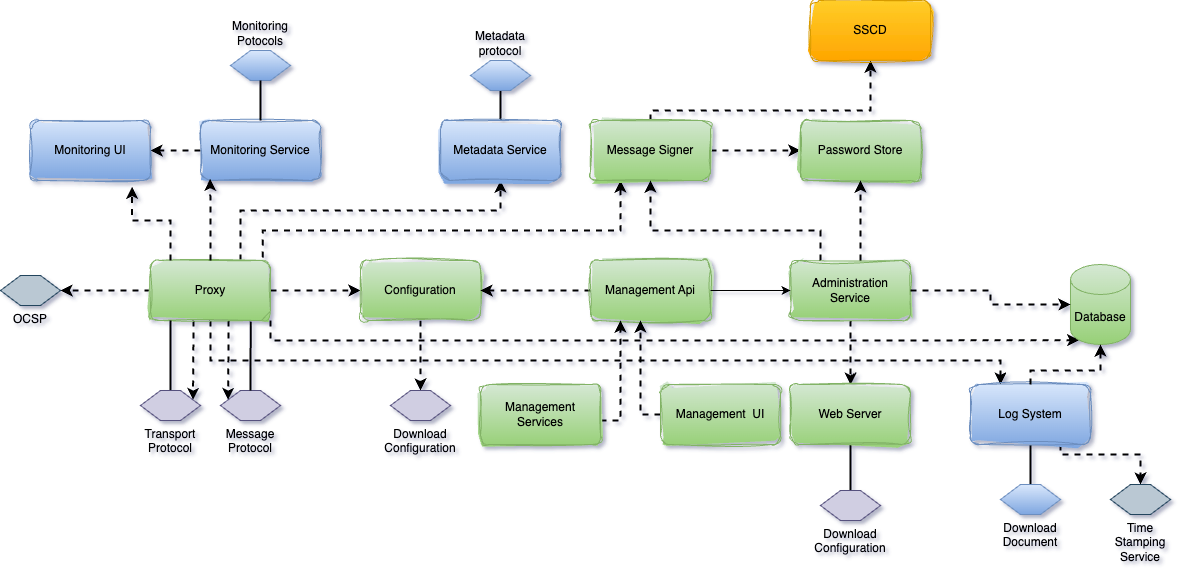 Monitoring
Potocols
Metadata
protocol
SSCD
Monitoring UI
Monitoring Service
Metadata Service
Message Signer
Password Store
Proxy
Configuration
Management Api
Administration
Service
OCSP
Database
Transport
Protocol
Message
Protocol
Download
Configuration
Management
Services
Management  UI
Web Server
Log System
Download
Configuration
Download
Document
Time
Stamping
Service